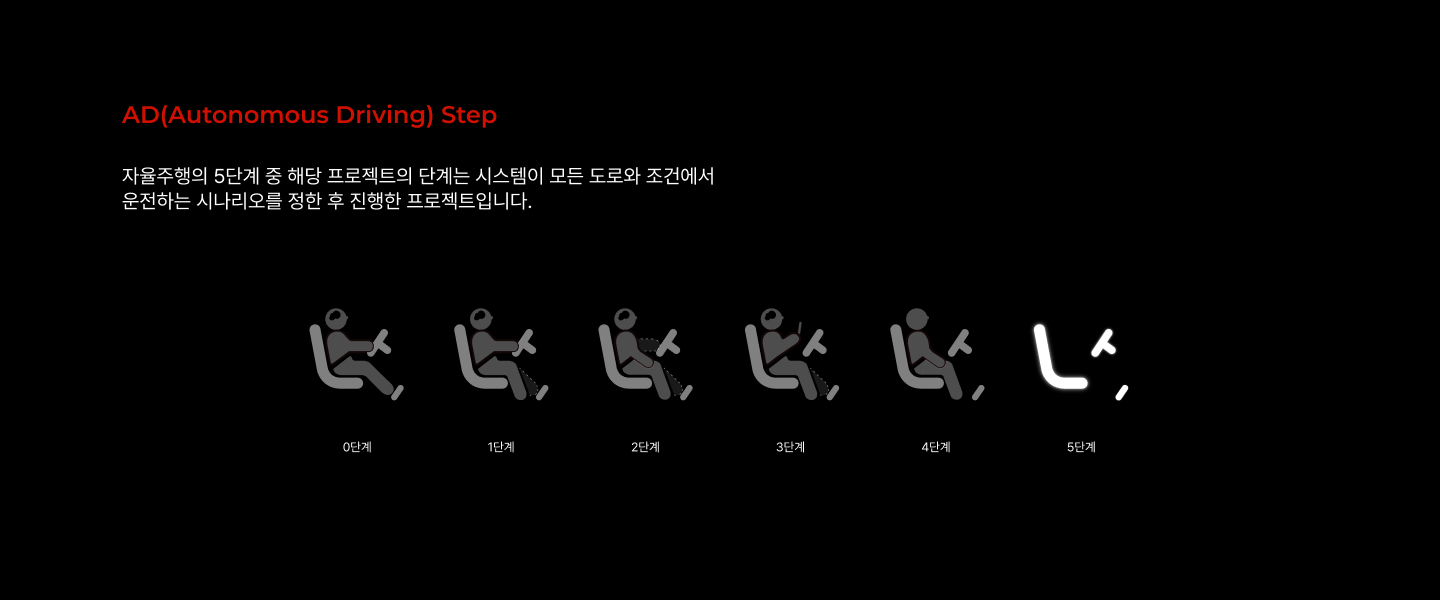 AD(Autonomous Driving) Step
자율주행의 5단계 중 해당 프로젝트의 단계는 시스템이 모든 도로와 조건에서
운전하는 시나리오를 정한 후 진행한 프로젝트입니다.
0단계
1단계
2단계
3단계
4단계
5단계